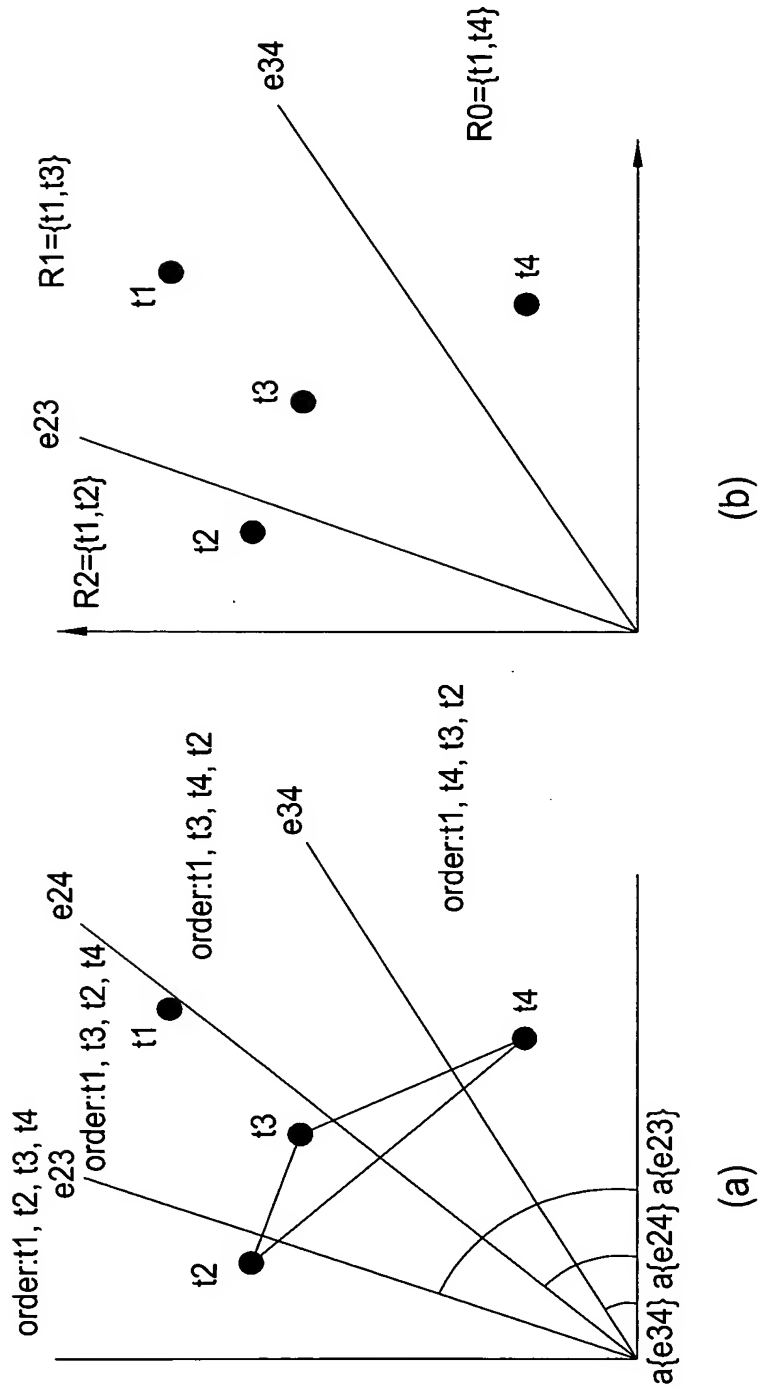 order:t1, t2, t3, t4
e23
order:t1, t3, t2, t4
e24
t1
order:t1, t3, t4, t2
t2
t3
e34
order:t1, t4, t3, t2
t4
a{e34} a{e24} a{e23}
(a)
R2={t1,t2}
e23
R1={t1,t3}
t1
t2
t3
e34
R0={t1,t4}
t4
(b)